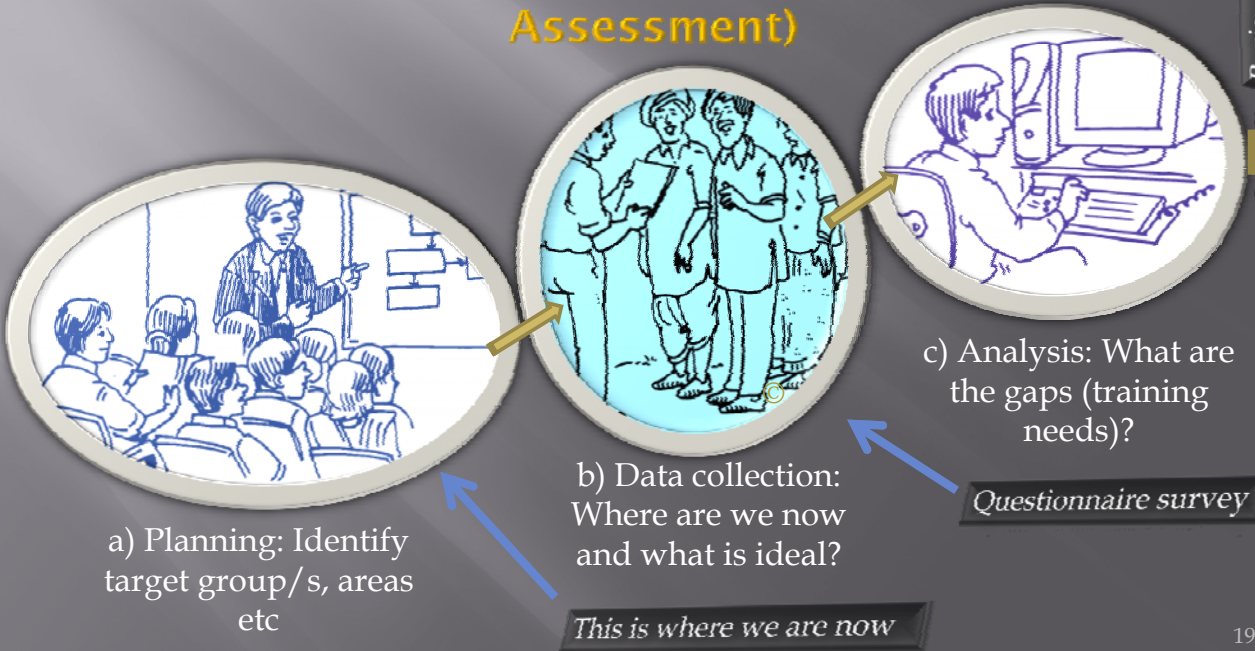 Assessment)
a) Planning: Identify
target group/s, areas
etc
b) Data collection:
Where are we now
and what is ideal?
c) Analysis: What are
the gaps (training
needs)?
Questionnaire survey
This is where we are now
©
19